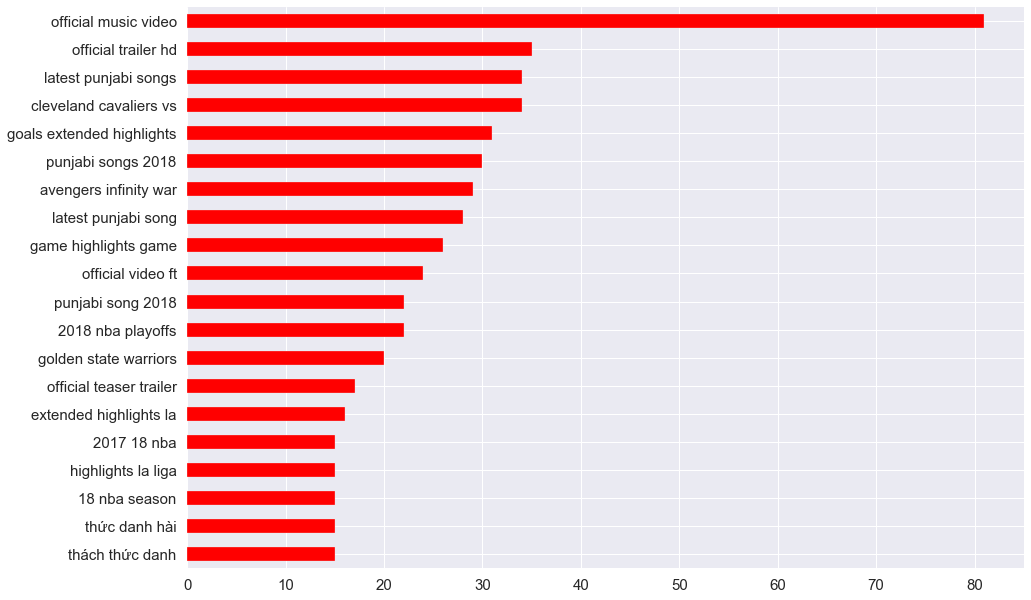 official music video
official trailer hd
latest punjabi songs
cleveland cavaliers vs
goals extended highlights
punjabi songs 2018
avengers infinity war
latest punjabi song
game highlights game
official video ft
punjabi song 2018
2018 nba playoffs
golden state warriors
official teaser trailer
extended highlights la
2017 18 nba
highlights la liga
18 nba season
thức danh hài
thách thức danh
0 10 20 30 40 50 60 70 80